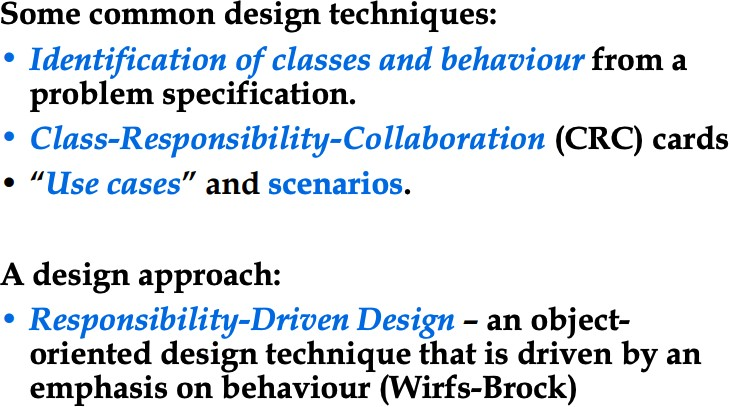 Some common design techniques:
• Identification of classes and behaviour from a
problem specification.
• Class-Responsibility-Collaboration (CRC) cards
• “Use cases” and scenarios.
A design approach:
• Responsibility-Driven Design – an object-
oriented design technique that is driven by an
emphasis on behaviour (Wirfs-Brock)